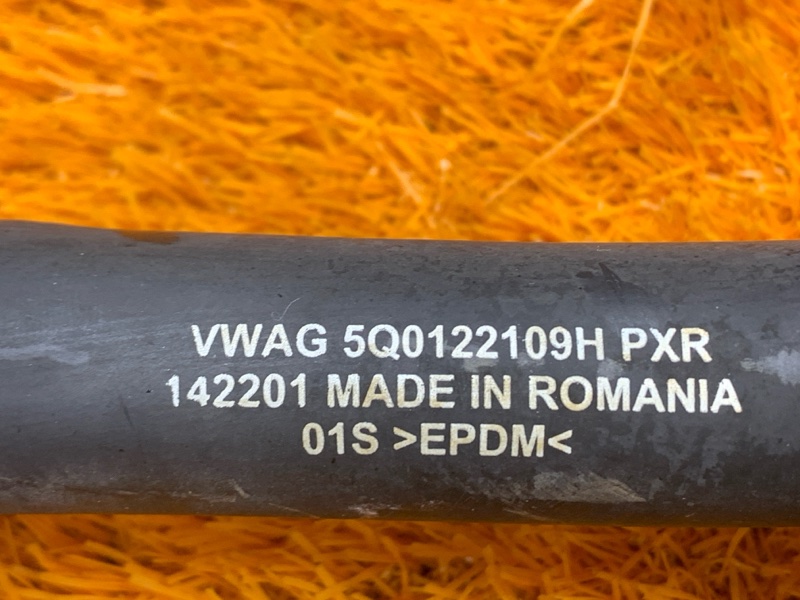 VWAG 5Q0122109H PXR
142201 MADE IN ROMANIA
01S >EPDM<